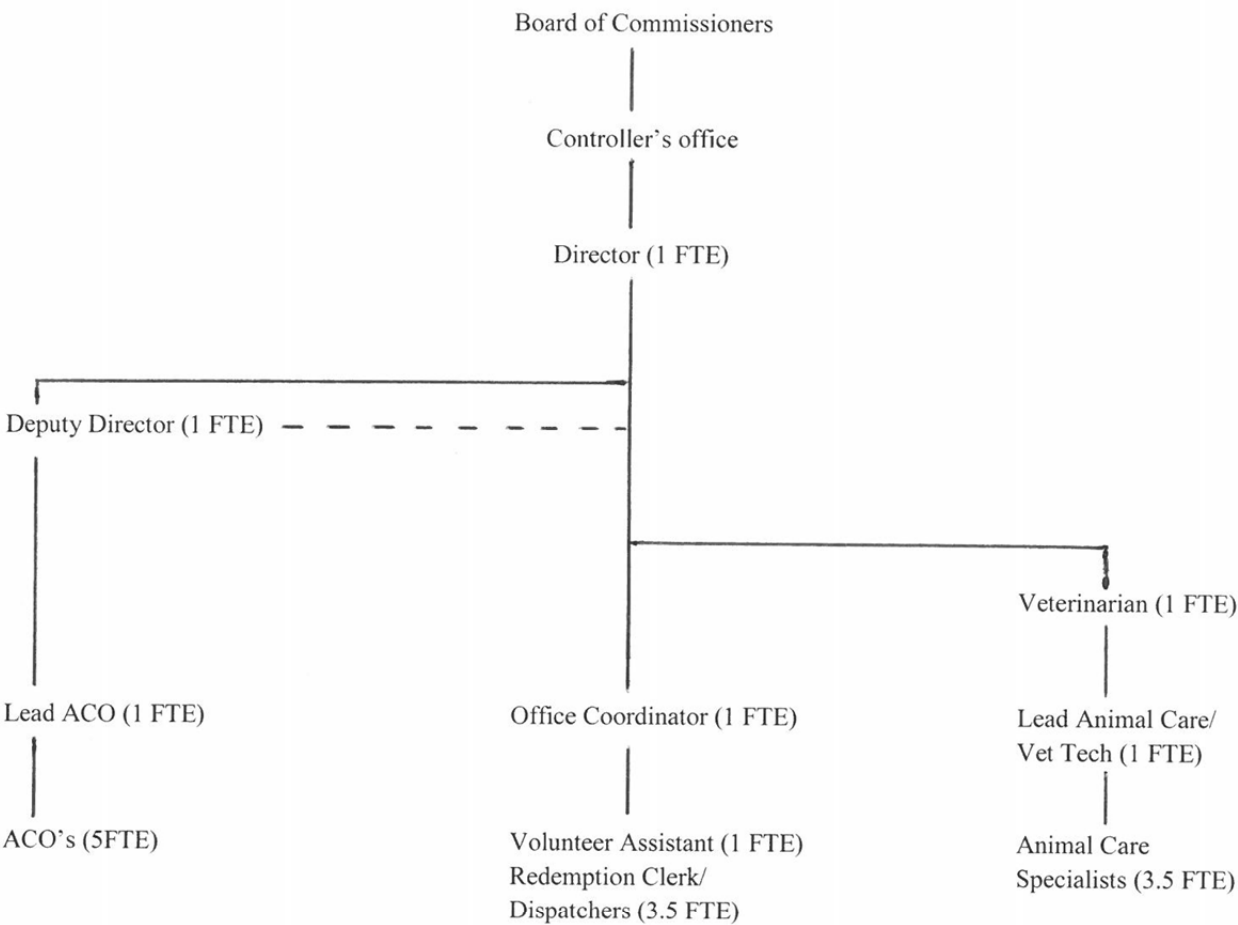 Board of Commissioners
Controller's office
Director (1 FTE)
Deputy Director (1 FTE)
Veterinarian (1 FTE)
Lead ACO (1 FTE)
Office Coordinator (1 FTE)
Lead Animal Care/
Vet Tech (1 FTE)
ACO's (5FTE)
Volunteer Assistant (1 FTE)
Redemption Clerk/
Dispatchers (3.5 FTE)
Animal Care
Specialists (3.5 FTE)